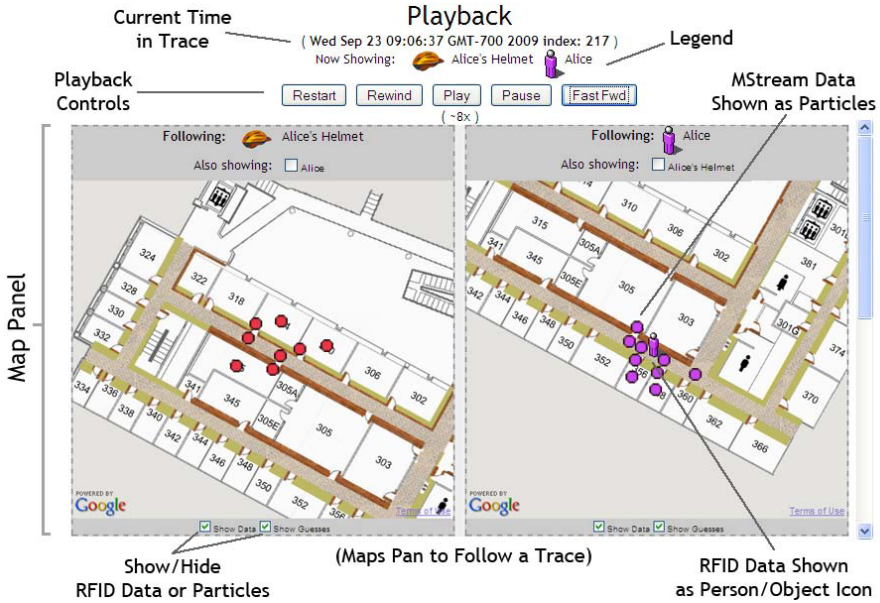 Playback
Current Time
in Trace
( Wed Sep 23 09:06:37 GMT-700 2009 index: 217 )
Legend
Now Showing: Alice's Helmet Alice
Playback
Controls
Restart Rewind Play Pause Fast Fwd
( ~8x )
MStream Data
Shown as Particles
Map Panel
Following: Alice's Helmet
Also showing: Alice
324
322
328
318
330
332
306
334
336
338
340
341
302
342
344
345
305A
305E
305
346
348
303
350
352
POWERED BY
Google
Terms of Use
Show Data Show Guesses
Following: Alice
Also showing: Alice's Helmet
310
306
315
302
301
341
305A
381
345
305E
342
344
305
346
348
303
301G
350
352
374
360
362
370
366
POWERED BY
Google
Terms of Use
Show Data Show Guesses
(Maps Pan to Follow a Trace)
Show/Hide
RFID Data or Particles
RFID Data Shown
as Person/Object Icon